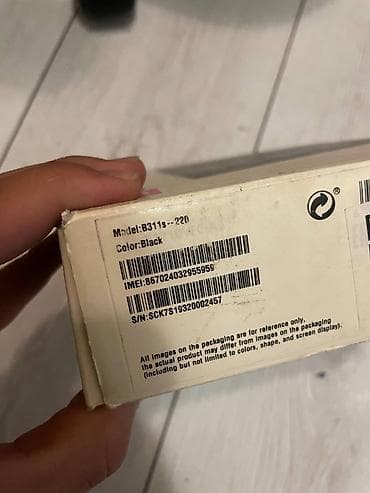 Model:B311s--220
Color:Black
IMEI:867024032955959
S/N:SCK7S19320002457
®
All images on the packaging are for reference only,
the actual product may differ from images on the packaging
(including but not limited to colors, shape, and screen display).